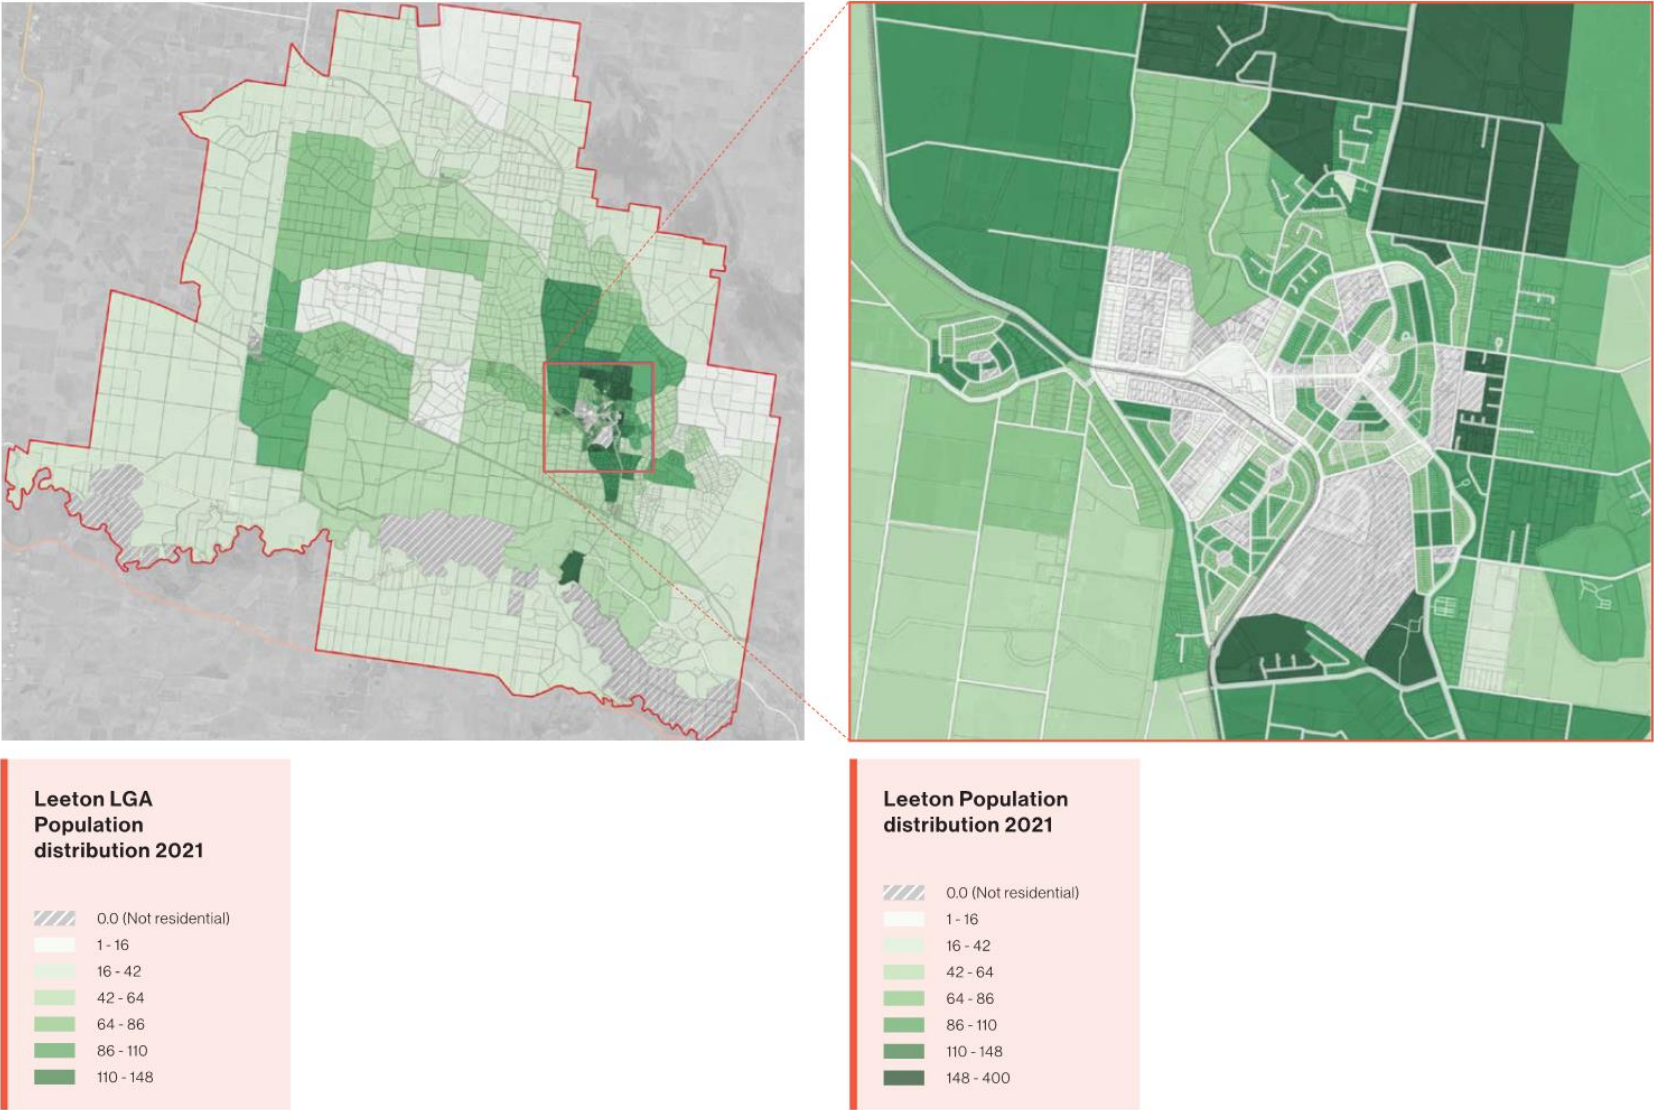 Leeton LGA
Population
distribution 2021
0.0 (Not residential)
1 - 16
16 - 42
42 - 64
64 - 86
86 - 110
110 - 148
Leeton Population
distribution 2021
0.0 (Not residential)
1 - 16
16 - 42
42 - 64
64 - 86
86 - 110
110 - 148
148 - 400